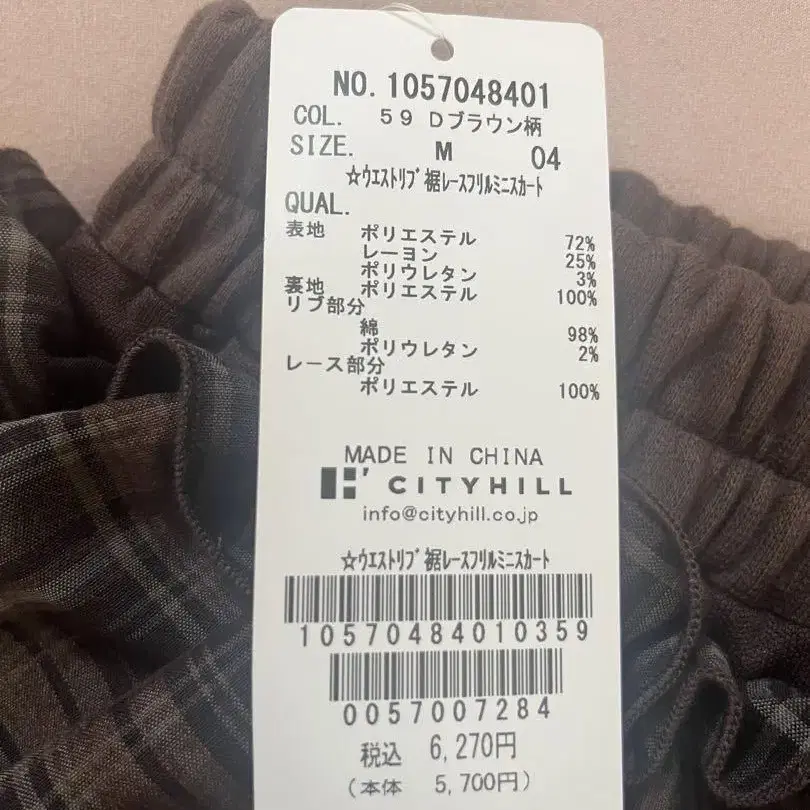 NO. 1057048401
COL. 59 Dブラウン柄
SIZE. M 04
☆ウエストリブ裾レースフリルミニスカート
QUAL.
表地 ポリエステル 72%
レーヨン 25%
ポリウレタン 3%
裏地 ポリエステル 100%
リブ部分
綿 98%
ポリウレタン 2%
レース部分
ポリエステル 100%
MADE IN CHINA
CITYHILL
info@cityhill.co.jp
☆ウエストリブ裾レースフリルミニスカート
10570484010359
0057007284
税込 6,270円
(本体 5,700円)